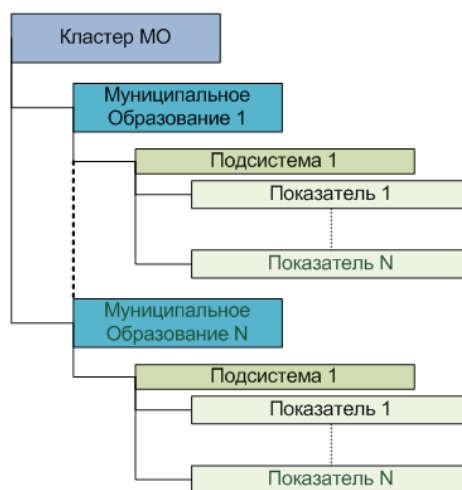 Кластер МО
Муниципальное
Образование 1
Подсистема 1
Показатель 1
Показатель N
Муниципальное
Образование N
Подсистема 1
Показатель 1
Показатель N